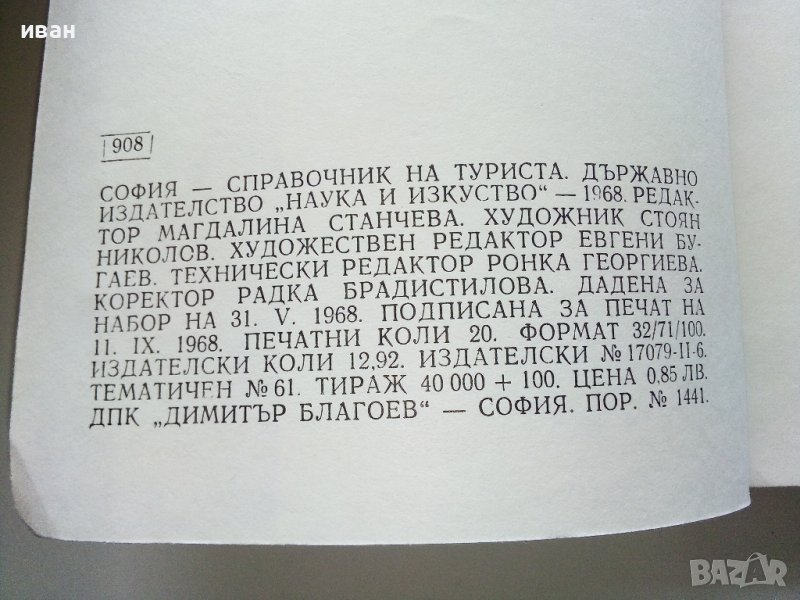 иван
|908|
СОФИЯ — СПРАВОЧНИК НА ТУРИСТА. ДЪРЖАВНО
ИЗДАТЕЛСТВО „НАУКА И ИЗКУСТВО“ — 1968. РЕДАК-
ТОР МАГДАЛИНА СТАНЧЕВА. ХУДОЖНИК СТОЯН
НИКОЛОВ. ХУДОЖЕСТВЕН РЕДАКТОР ЕВГЕНИ БУ-
ГАЕВ. ТЕХНИЧЕСКИ РЕДАКТОР РОНКА ГЕОРГИЕВА.
КОРЕКТОР РАДКА БРАДИСТИЛОВА. ДАДЕНА ЗА
НАБОР НА 31. V. 1968. ПОДПИСАНА ЗА ПЕЧАТ НА
11. IX. 1968. ПЕЧАТНИ КОЛИ 20. ФОРМАТ 32/71/100.
ИЗДАТЕЛСКИ КОЛИ 12,92. ИЗДАТЕЛСКИ № 17079-II-6.
ТЕМАТИЧЕН № 61. ТИРАЖ 40 000 + 100. ЦЕНА 0,85 ЛВ.
ДПК „ДИМИТЪР БЛАГОЕВ“ — СОФИЯ. ПОР. № 1441.
BAZAR